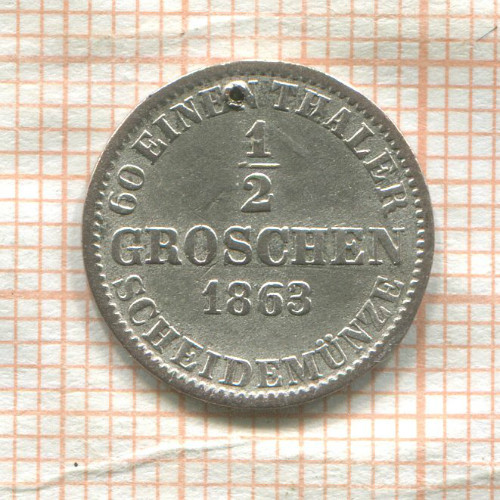 60 EINEN THALER
1
2
GROSCHEN
1863
SCHEIDEMÜNZE